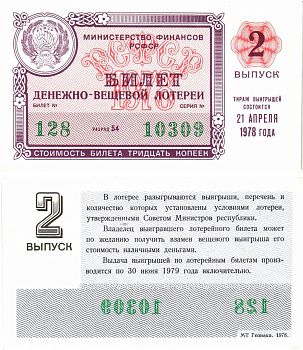 МИНИСТЕРСТВО ФИНАНСОВ
РСФСР
1978
БИЛЕТ
ДЕНЕЖНО-ВЕЩЕВОЙ ЛОТЕРЕИ
БИЛЕТ № СЕРИЯ №
128 РАЗРЯД 54 10309
СТОИМОСТЬ БИЛЕТА ТРИДЦАТЬ КОПЕЕК
2
ВЫПУСК
ТИРАЖ ВЫИГРЫШЕЙ
СОСТОИТСЯ
21 АПРЕЛЯ
1978 ГОДА
2
ВЫПУСК
В лотерее разыгрываются выигрыши, перечень и
количество которых установлены условиями лотереи,
утвержденными Советом Министров республики.
Владелец выигравшего лотерейного билета может
по желанию получить взамен вещевого выигрыша его
стоимость наличными деньгами.
Выдача выигрышей по лотерейным билетам произ-
водится по 30 июня 1979 года включительно.
10309 128
МТ Гознака. 1978.